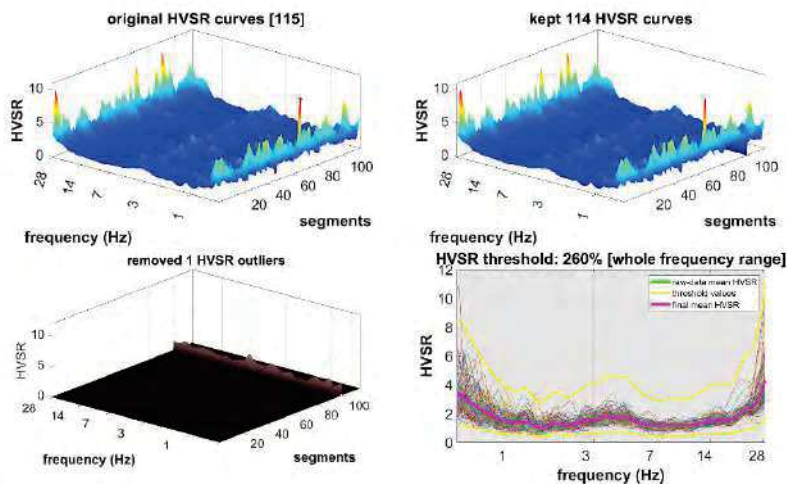 original HVSR curves [115]
HVSR
10
5
0
28
14
7
3
1
20
40
60
80
100
frequency (Hz)
segments
kept 114 HVSR curves
HVSR
10
5
0
28
14
7
3
1
20
40
60
80
100
frequency (Hz)
segments
removed 1 HVSR outliers
HVSR
10
5
0
28
14
7
3
1
20
40
60
80
100
frequency (Hz)
segments
HVSR threshold: 260% [whole frequency range]
HVSR
12
10
8
6
4
2
0
raw-data mean HVSR
threshold values
final mean HVSR
1
3
7
14
28
frequency (Hz)